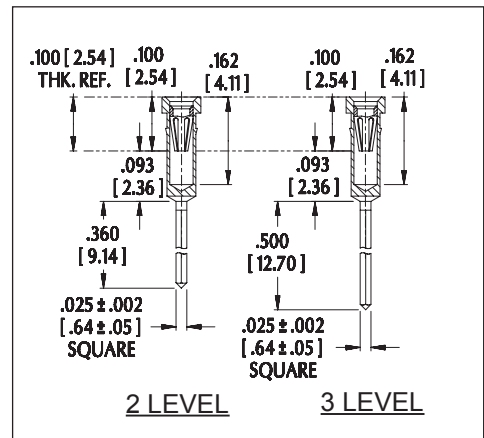 .100 [ 2.54 ]
THK. REF.
.100
[ 2.54 ]
.162
[ 4.11 ]
.093
[ 2.36 ]
.360
[ 9.14 ]
.025 ± .002
[ .64 ± .05 ]
SQUARE
2 LEVEL
.100
[ 2.54 ]
.162
[ 4.11 ]
.093
[ 2.36 ]
.500
[ 12.70 ]
.025 ± .002
[ .64 ± .05 ]
SQUARE
3 LEVEL